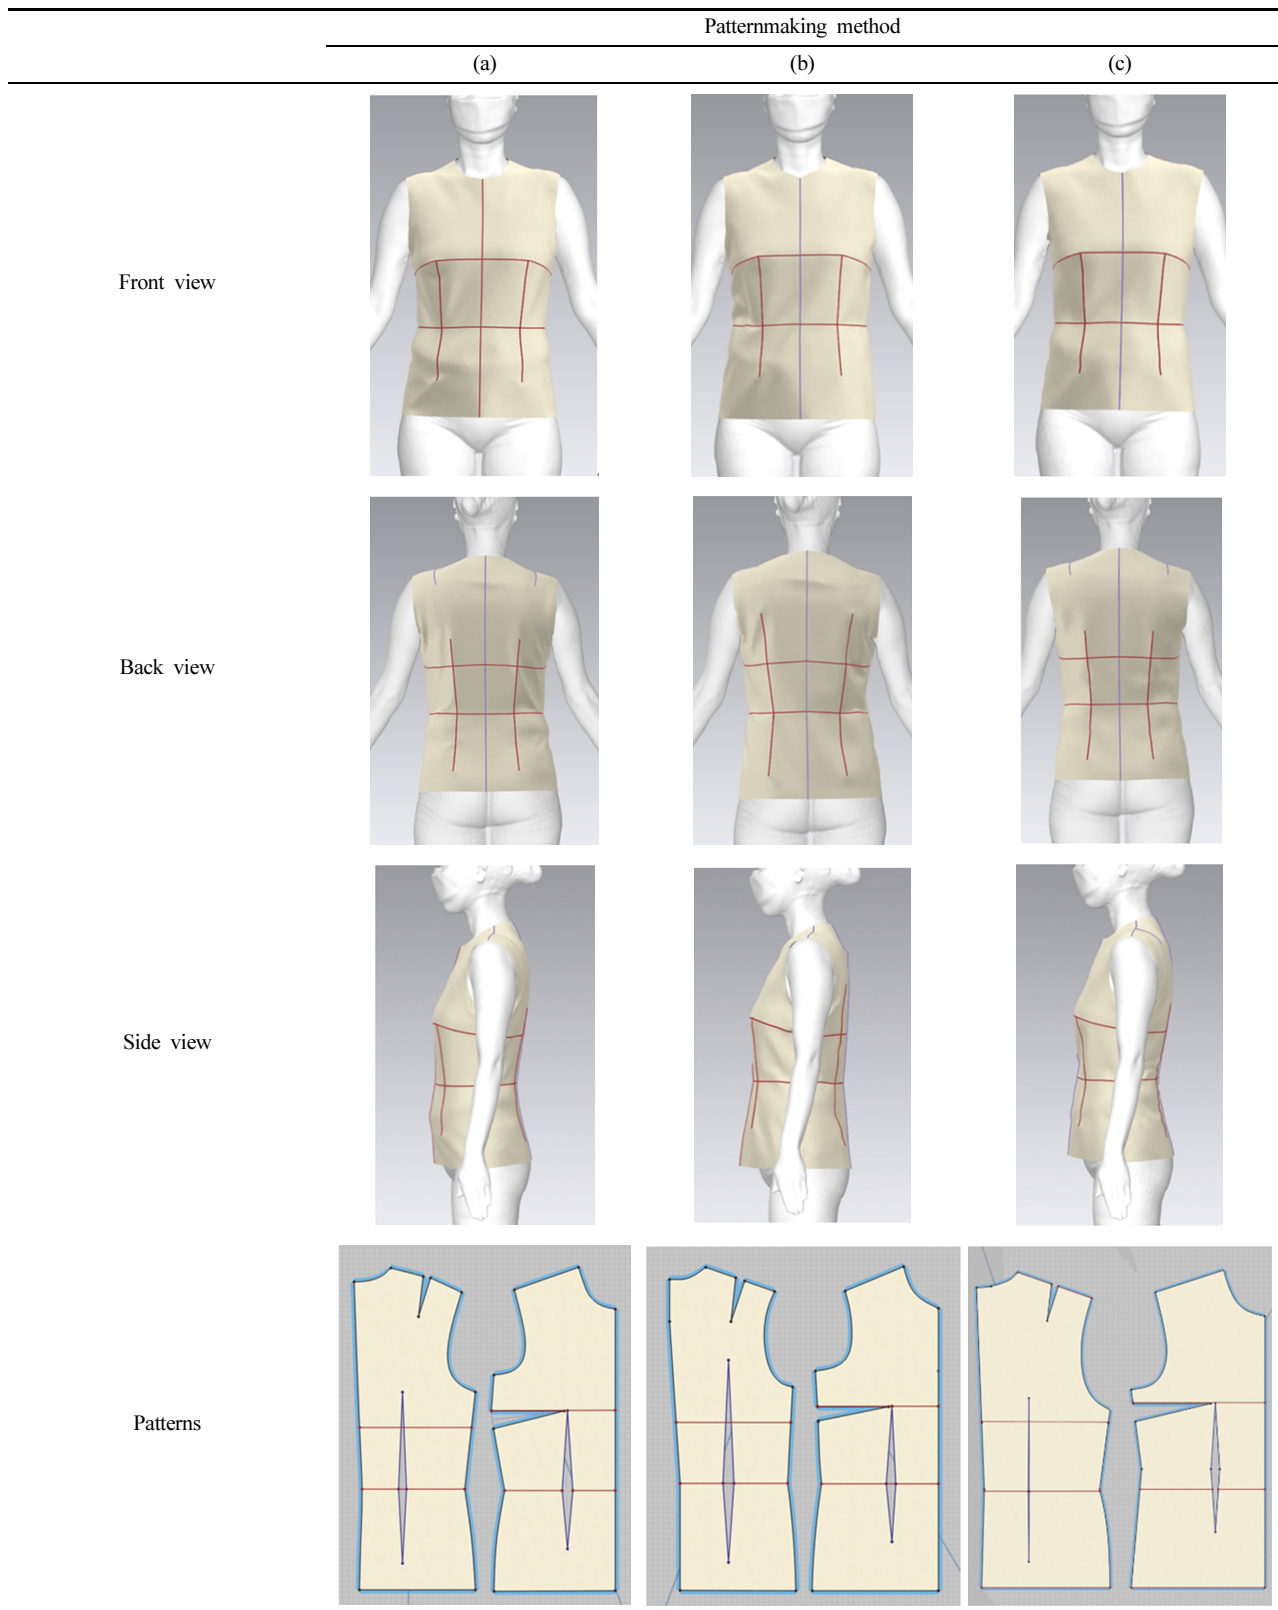 Patternmaking method
(a) (b) (c)
Front view
Back view
Side view
Patterns